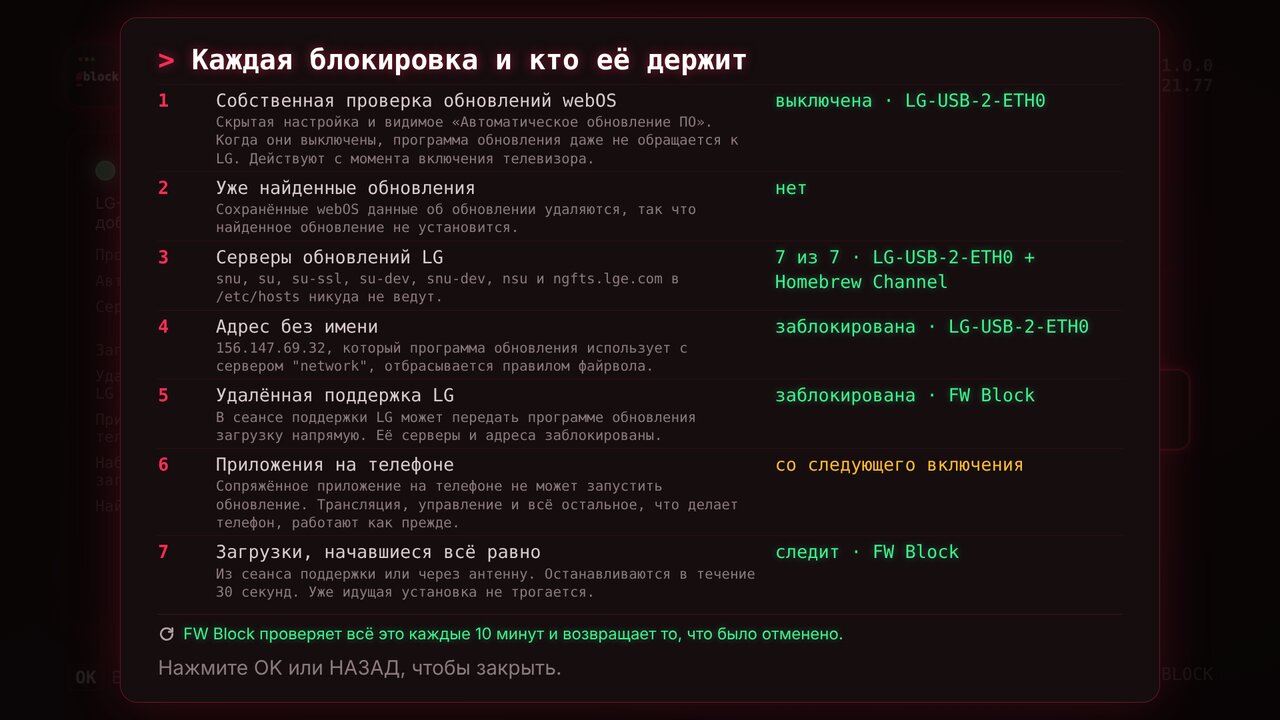 > Каждая блокировка и кто её держит
1 Собственная проверка обновлений webOS выключена · LG-USB-2-ETH0
Скрытая настройка и видимое «Автоматическое обновление ПО».
Когда они выключены, программа обновления даже не обращается к
LG. Действуют с момента включения телевизора.
2 Уже найденные обновления нет
Сохранённые webOS данные об обновлении удаляются, так что
найденное обновление не установится.
3 Серверы обновлений LG 7 из 7 · LG-USB-2-ETH0 +
Homebrew Channel
snu, su, su-ssl, su-dev, snu-dev, nsu и ngfts.lge.com в
/etc/hosts никуда не ведут.
4 Адрес без имени заблокирована · LG-USB-2-ETH0
156.147.69.32, который программа обновления использует с
сервером "network", отбрасывается правилом файрвола.
5 Удалённая поддержка LG заблокирована · FW Block
В сеансе поддержки LG может передать программе обновления
загрузку напрямую. Её серверы и адреса заблокированы.
6 Приложения на телефоне со следующего включения
Сопряжённое приложение на телефоне не может запустить
обновление. Трансляция, управление и всё остальное, что делает
телефон, работают как прежде.
7 Загрузки, начавшиеся всё равно следит · FW Block
Из сеанса поддержки или через антенну. Останавливаются в течение
30 секунд. Уже идущая установка не трогается.
FW Block проверяет всё это каждые 10 минут и возвращает то, что было отменено.
Нажмите OK или НАЗАД, чтобы закрыть.
#block
1.0.0
21.77
OK
BLOCK